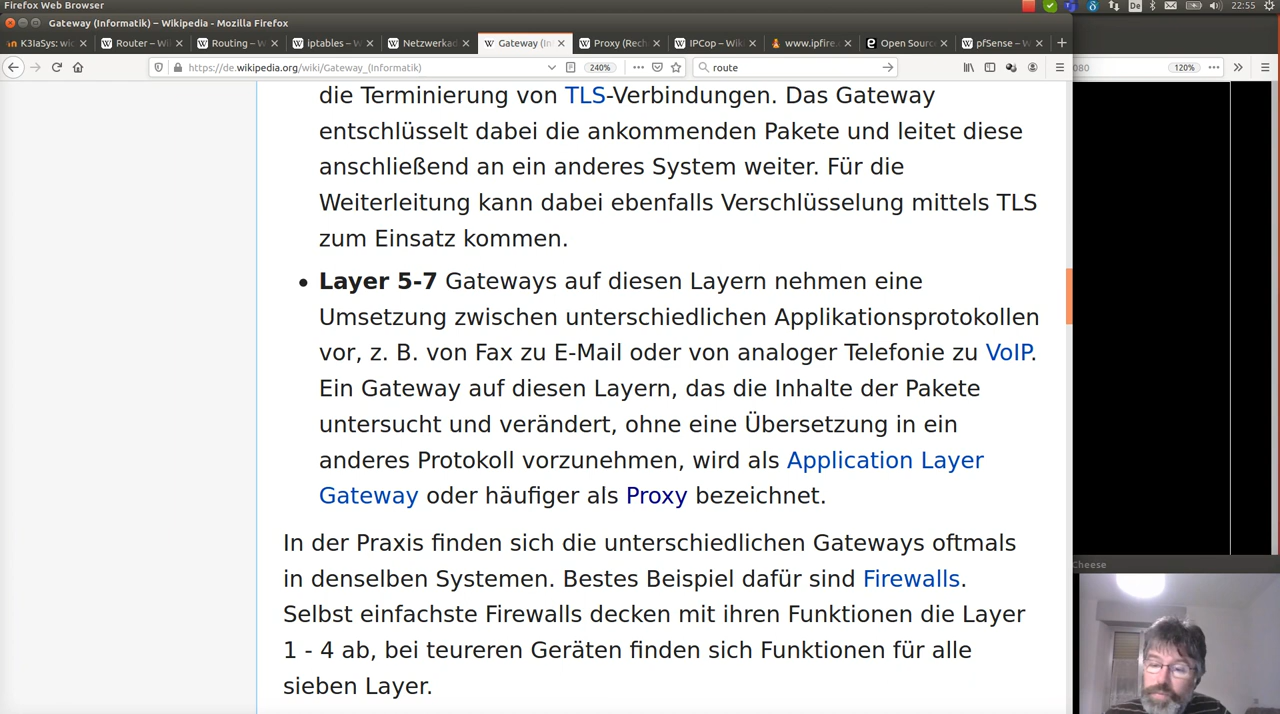 Firefox Web Browser
De
22:55
Gateway (Informatik) – Wikipedia - Mozilla Firefox
K3IaSys: wic
Router – Wi
Routing – W
iptables – W
Netzwerkad
Gateway (In
Proxy (Rech
IPCop – Wik
www.ipfire.
Open Sourc
pfSense – W
https://de.wikipedia.org/wiki/Gateway_(Informatik)
240%
route
080
120%
die Terminierung von TLS-Verbindungen. Das Gateway
entschlüsselt dabei die ankommenden Pakete und leitet diese
anschließend an ein anderes System weiter. Für die
Weiterleitung kann dabei ebenfalls Verschlüsselung mittels TLS
zum Einsatz kommen.
• Layer 5-7 Gateways auf diesen Layern nehmen eine
Umsetzung zwischen unterschiedlichen Applikationsprotokollen
vor, z. B. von Fax zu E-Mail oder von analoger Telefonie zu VoIP.
Ein Gateway auf diesen Layern, das die Inhalte der Pakete
untersucht und verändert, ohne eine Übersetzung in ein
anderes Protokoll vorzunehmen, wird als Application Layer
Gateway oder häufiger als Proxy bezeichnet.
In der Praxis finden sich die unterschiedlichen Gateways oftmals
in denselben Systemen. Bestes Beispiel dafür sind Firewalls.
Selbst einfachste Firewalls decken mit ihren Funktionen die Layer
1 - 4 ab, bei teureren Geräten finden sich Funktionen für alle
sieben Layer.
Cheese